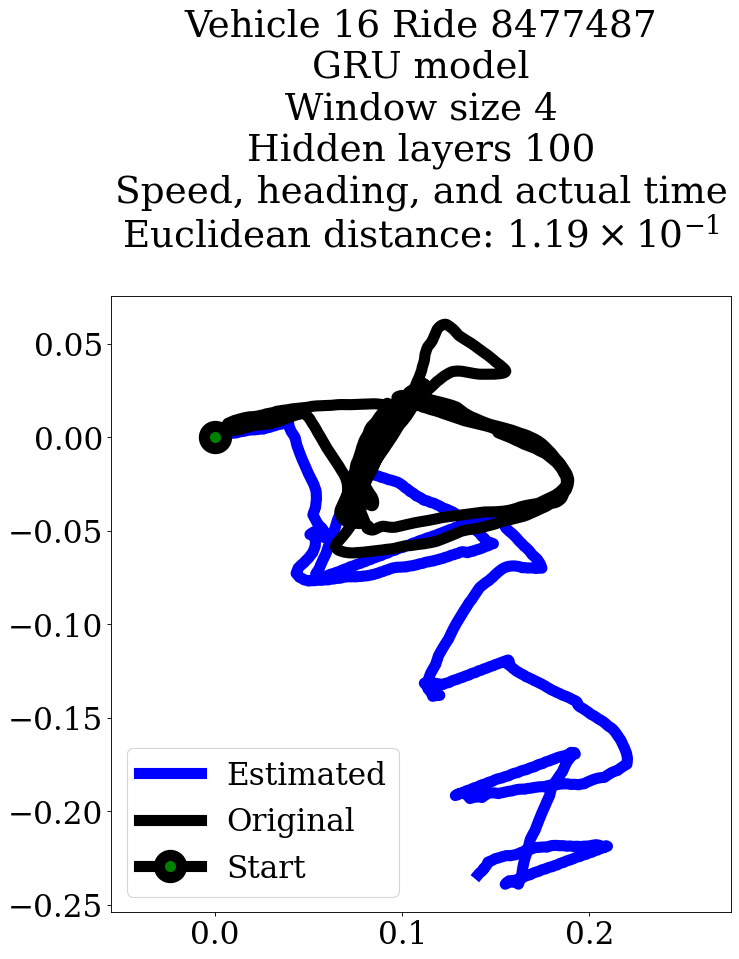 Vehicle 16 Ride 8477487
GRU model
Window size 4
Hidden layers 100
Speed, heading, and actual time
Euclidean distance: 1.19 × 10⁻¹
0.05
0.00
−0.05
−0.10
−0.15
−0.20
−0.25
Estimated
Original
Start
0.0 0.1 0.2